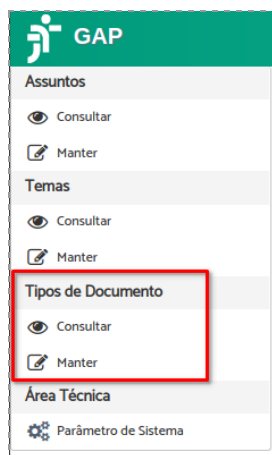 GAP
Assuntos
Consultar
Manter
Temas
Consultar
Manter
Tipos de Documento
Consultar
Manter
Área Técnica
Parâmetro de Sistema